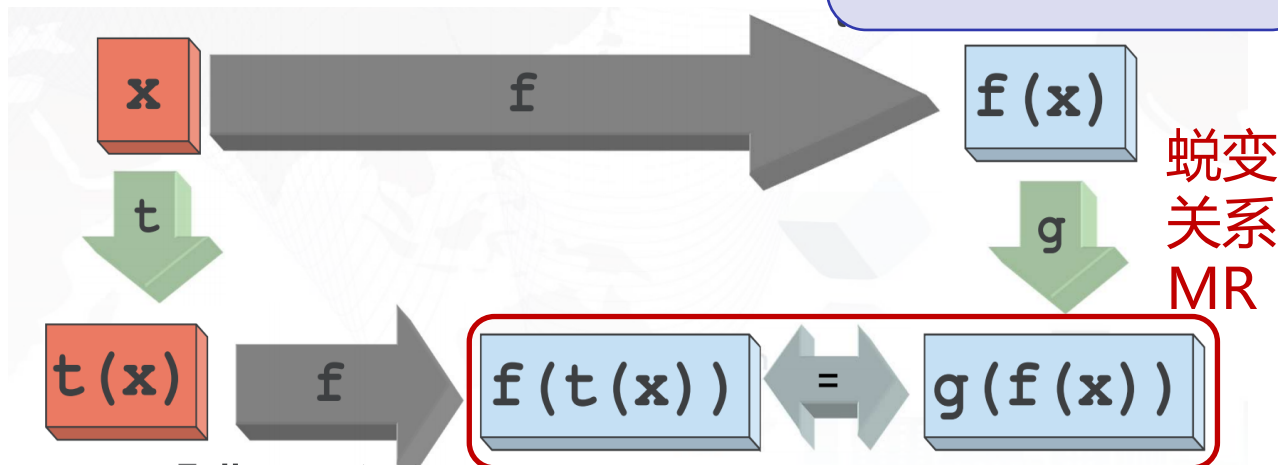 x
f
f(x)
蜕变
关系
MR
t
g
t(x)
f
f(t(x))
=
g(f(x))